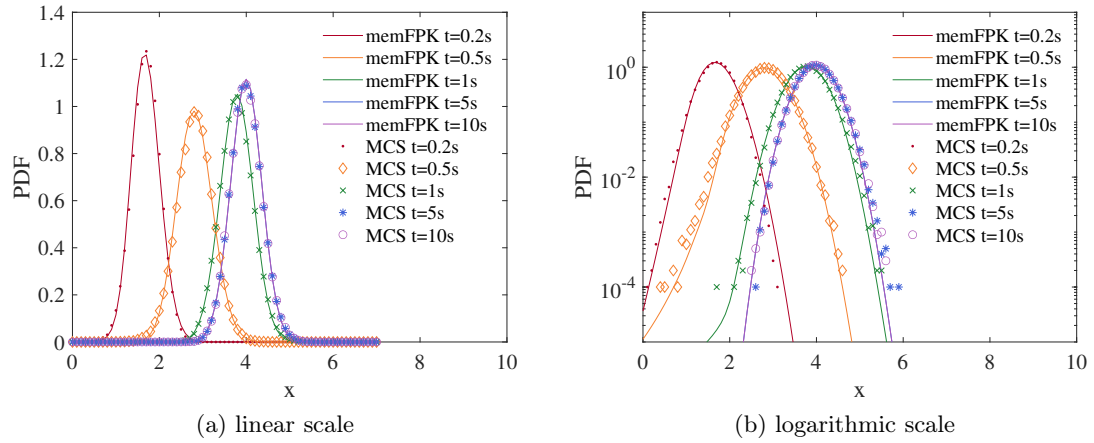 1.4
1.2
1
0.8
0.6
0.4
0.2
0
PDF
0 2 4 6 8 10
x
memFPK t=0.2s
memFPK t=0.5s
memFPK t=1s
memFPK t=5s
memFPK t=10s
MCS t=0.2s
MCS t=0.5s
MCS t=1s
MCS t=5s
MCS t=10s
(a) linear scale
10^0
10^-2
10^-4
PDF
0 2 4 6 8 10
x
memFPK t=0.2s
memFPK t=0.5s
memFPK t=1s
memFPK t=5s
memFPK t=10s
MCS t=0.2s
MCS t=0.5s
MCS t=1s
MCS t=5s
MCS t=10s
(b) logarithmic scale